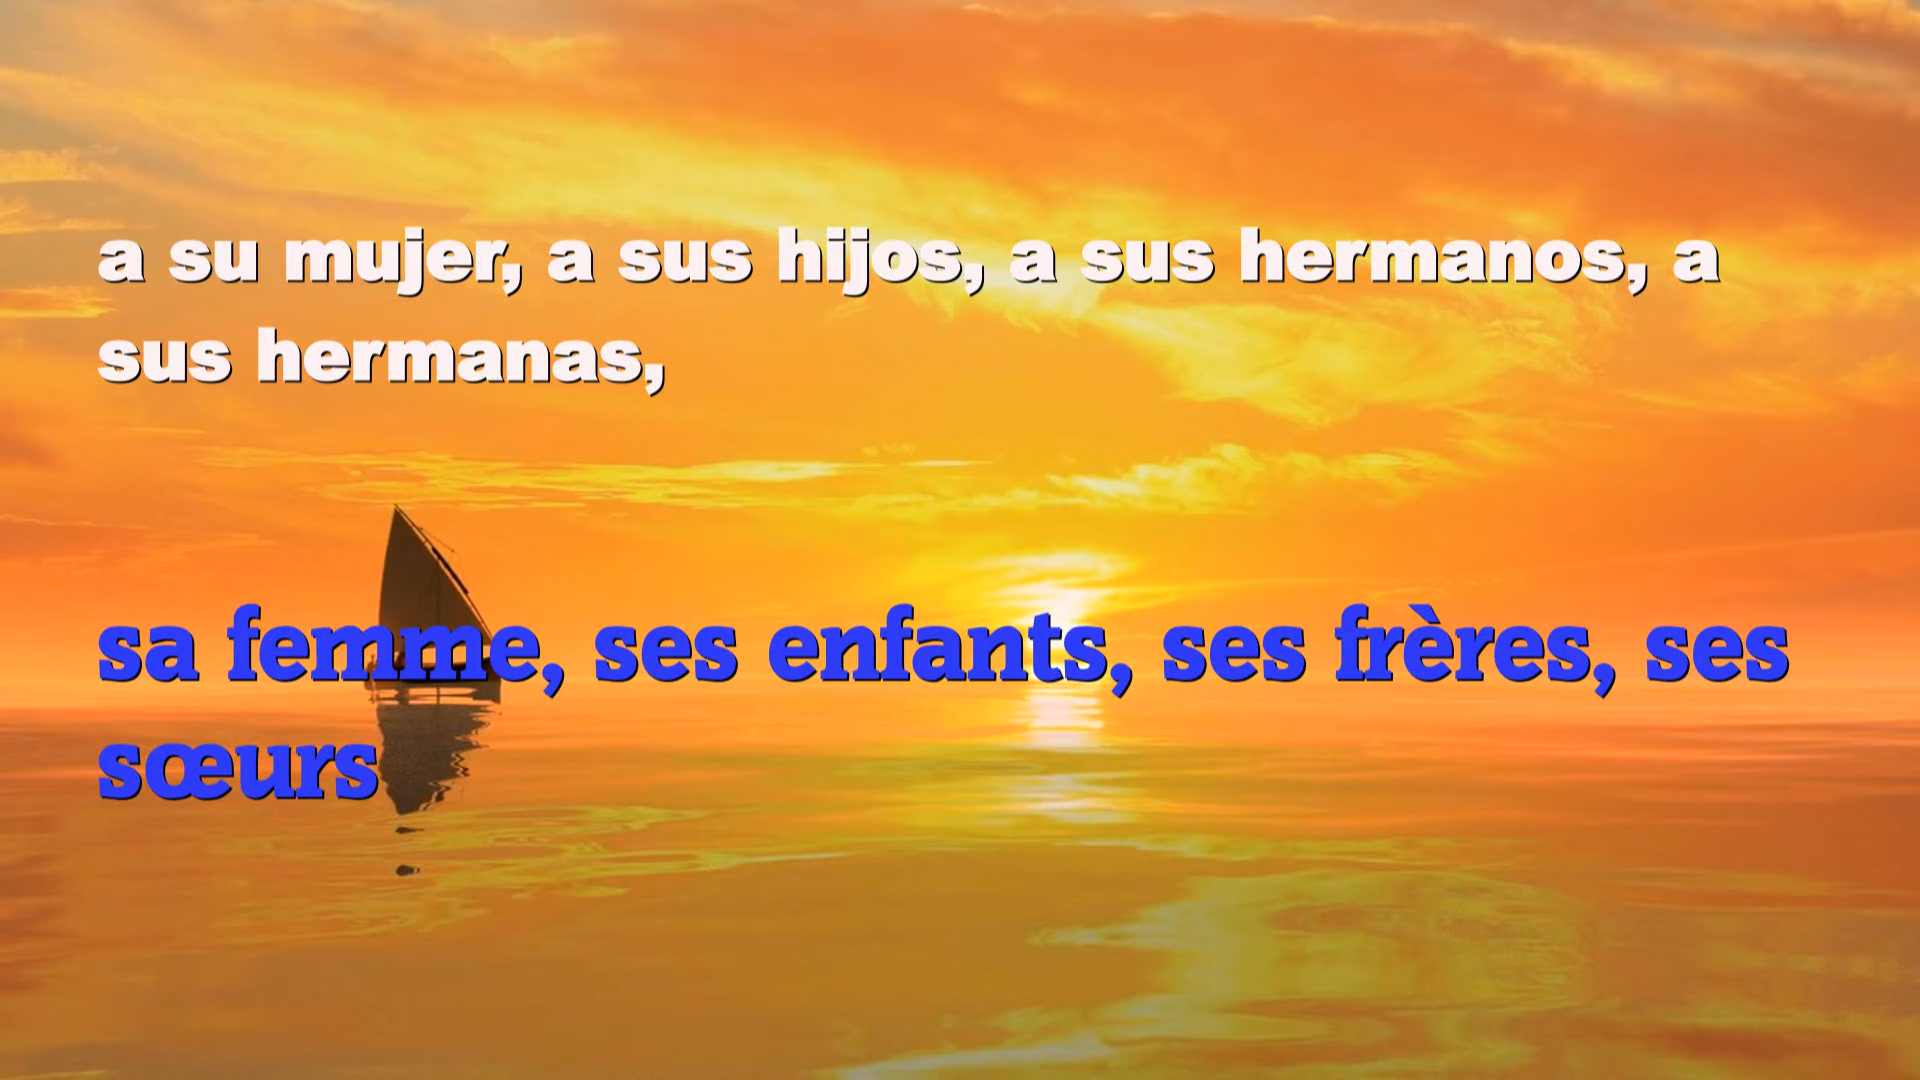 a su mujer, a sus hijos, a sus hermanos, a
sus hermanas,
sa femme, ses enfants, ses frères, ses
sœurs